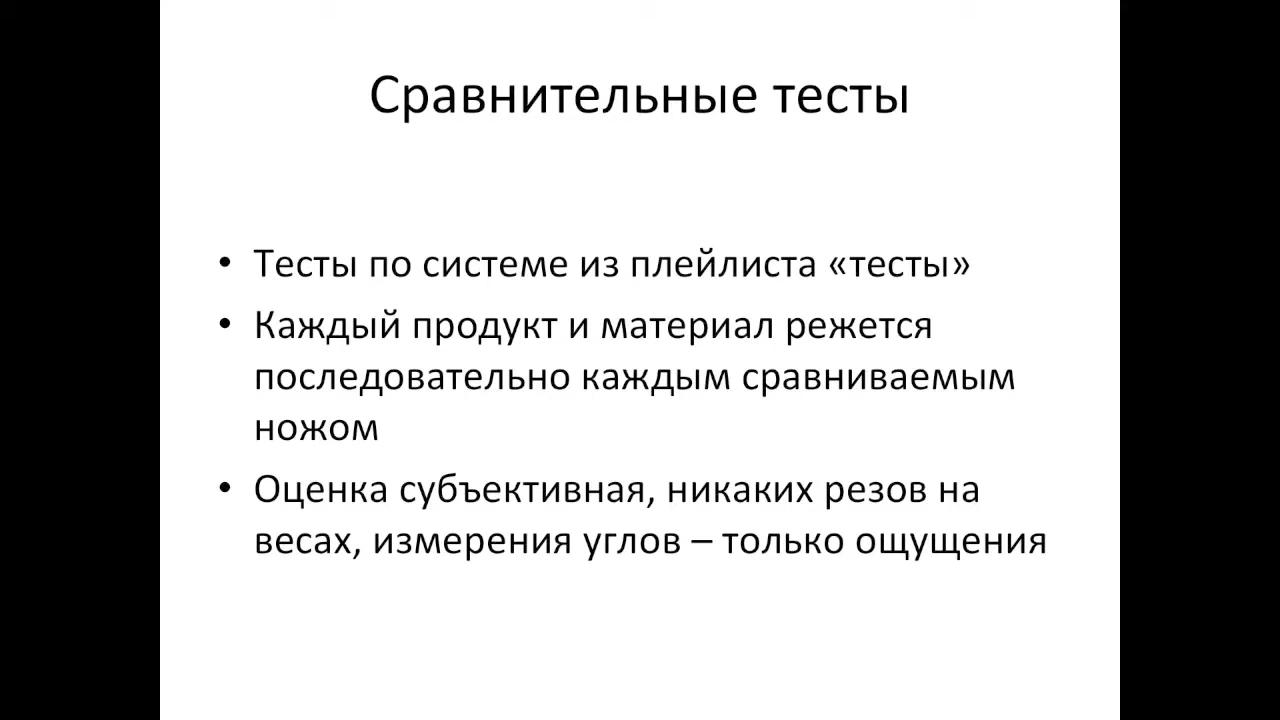 Сравнительные тесты
• Тесты по системе из плейлиста «тесты»
• Каждый продукт и материал режется
последовательно каждым сравниваемым
ножом
• Оценка субъективная, никаких резов на
весах, измерения углов – только ощущения